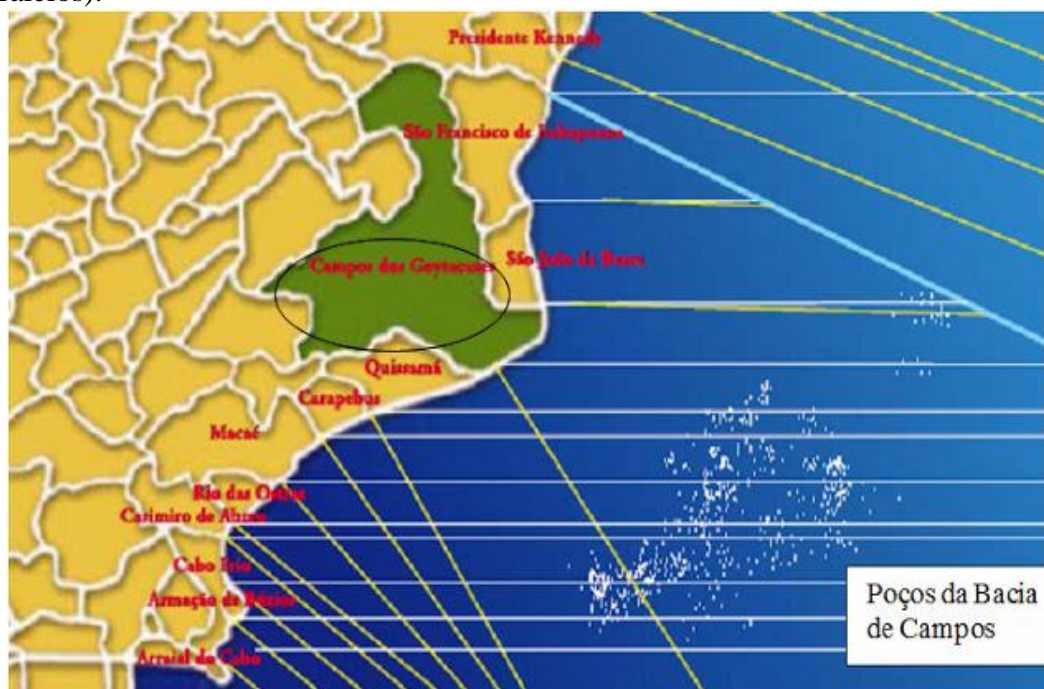 Presidente Kennedy
São Francisco de Itabapoana
Campos dos Goytacazes
São João da Barra
Quissamã
Carapebus
Macaé
Rio das Ostras
Casimiro de Abreu
Cabo Frio
Armação de Búzios
Arraial do Cabo
Poços da Bacia
de Campos